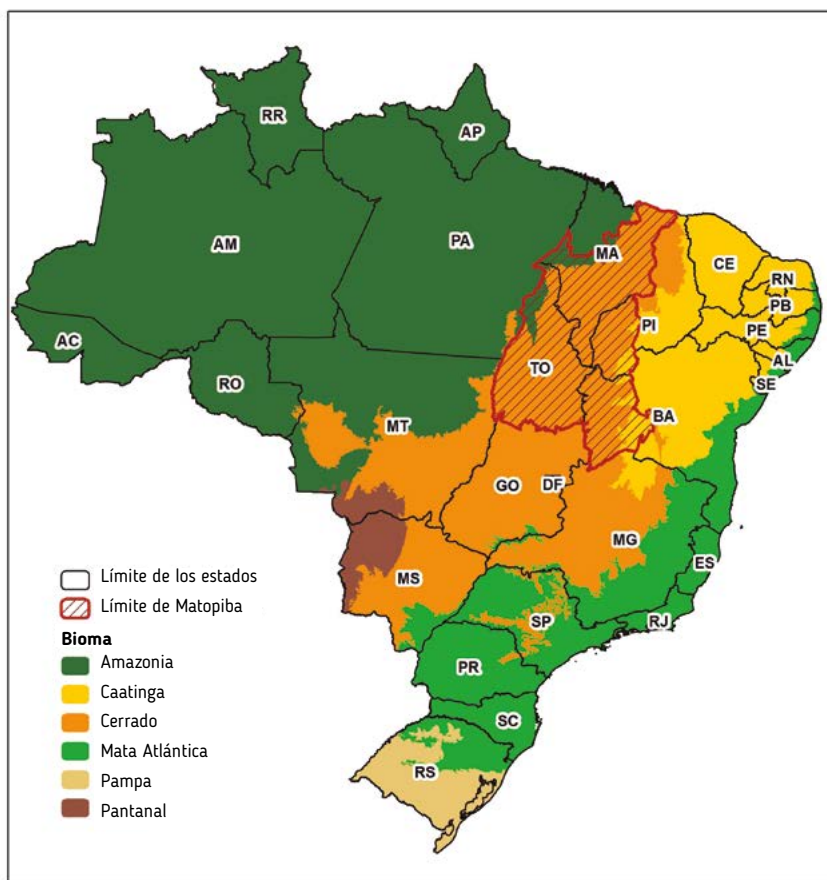 RR
AP
AM
PA
MA
CE
RN
PB
PI
PE
AC
AL
TO
SE
RO
BA
MT
GO
DF
MG
MS
ES
SP
RJ
PR
SC
RS
Límite de los estados
Límite de Matopiba
Bioma
Amazonia
Caatinga
Cerrado
Mata Atlántica
Pampa
Pantanal